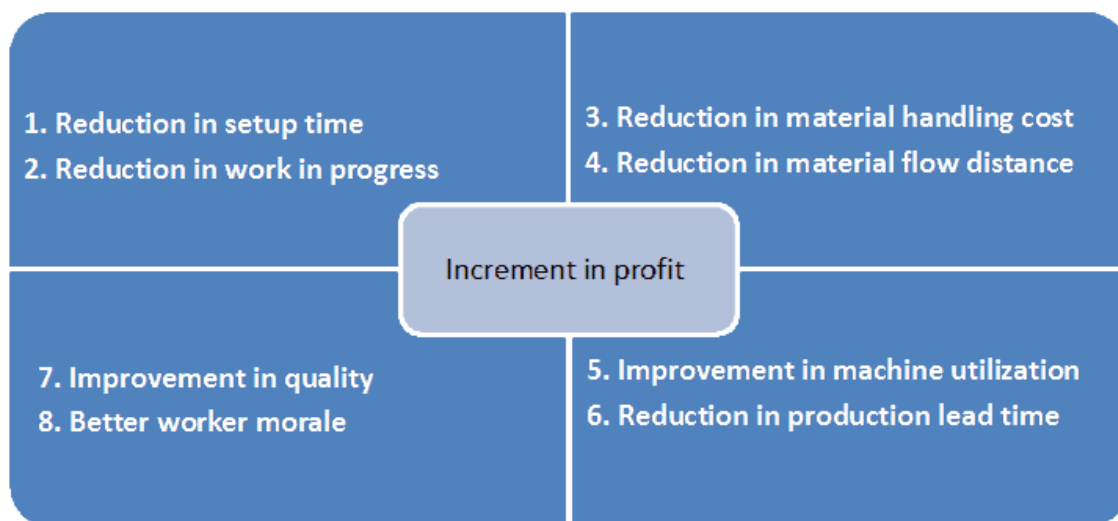 1. Reduction in setup time
2. Reduction in work in progress
3. Reduction in material handling cost
4. Reduction in material flow distance
Increment in profit
7. Improvement in quality
8. Better worker morale
5. Improvement in machine utilization
6. Reduction in production lead time